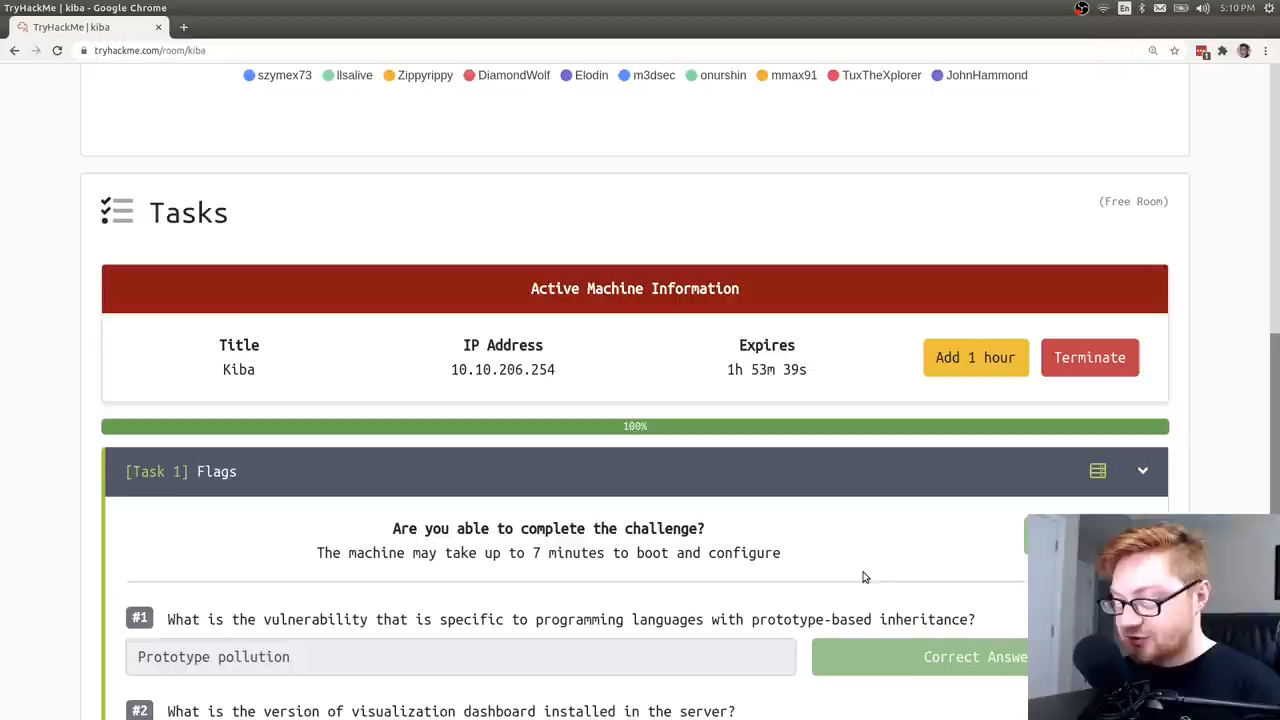 TryHackMe | kiba - Google Chrome
En
5:10 PM
TryHackMe | kiba
tryhackme.com/room/kiba
1
szymex73 llsalive Zippyrippy DiamondWolf Elodin m3dsec onurshin mmax91 TuxTheXplorer JohnHammond
Tasks
(Free Room)
Active Machine Information
Title IP Address Expires
Kiba 10.10.206.254 1h 53m 39s
Add 1 hour Terminate
100%
[Task 1] Flags
Are you able to complete the challenge?
The machine may take up to 7 minutes to boot and configure
#1 What is the vulnerability that is specific to programming languages with prototype-based inheritance?
Prototype pollution
Correct Answe
#2 What is the version of visualization dashboard installed in the server?